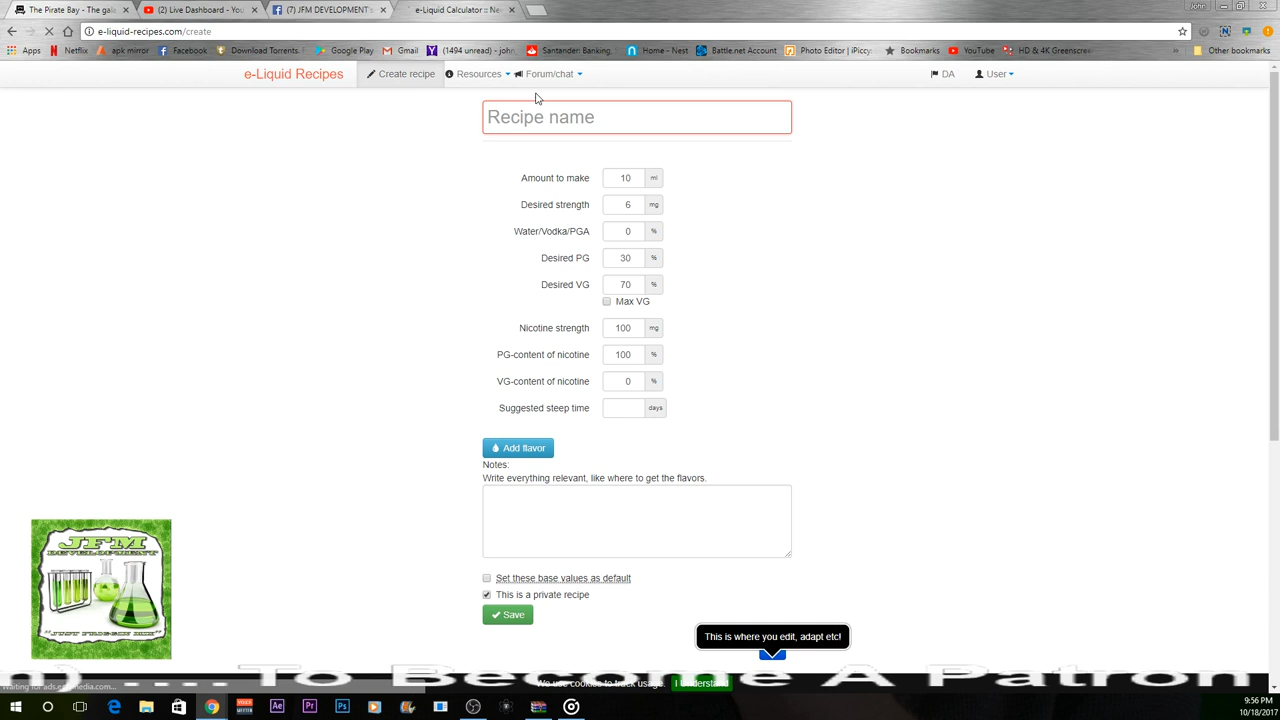 John
The Pirate Bay - The gala
(2) Live Dashboard - You
(7) JFM DEVELOPMENT's
e-Liquid Calculator :: Ne
e-liquid-recipes.com/create
Apps Netflix apk mirror Facebook Download Torrents. Google Play Gmail (1494 unread) - john_ Santander: Banking, Home - Nest Battle.net Account Photo Editor | iPiccy: Bookmarks YouTube HD & 4K Greenscree Other bookmarks
e-Liquid Recipes Create recipe Resources Forum/chat DA User
Recipe name
Amount to make 10 ml
Desired strength 6 mg
Water/Vodka/PGA 0 %
Desired PG 30 %
Desired VG 70 %
Max VG
Nicotine strength 100 mg
PG-content of nicotine 100 %
VG-content of nicotine 0 %
Suggested steep time days
Add flavor
Notes:
Write everything relevant, like where to get the flavors.
JFM
DEVELOPMENT
Set these base values as default
This is a private recipe
Save
This is where you edit, adapt etc!
n) ....To Become A Patron
We use cookies to track usage. I Understand
9:56 PM
10/18/2017